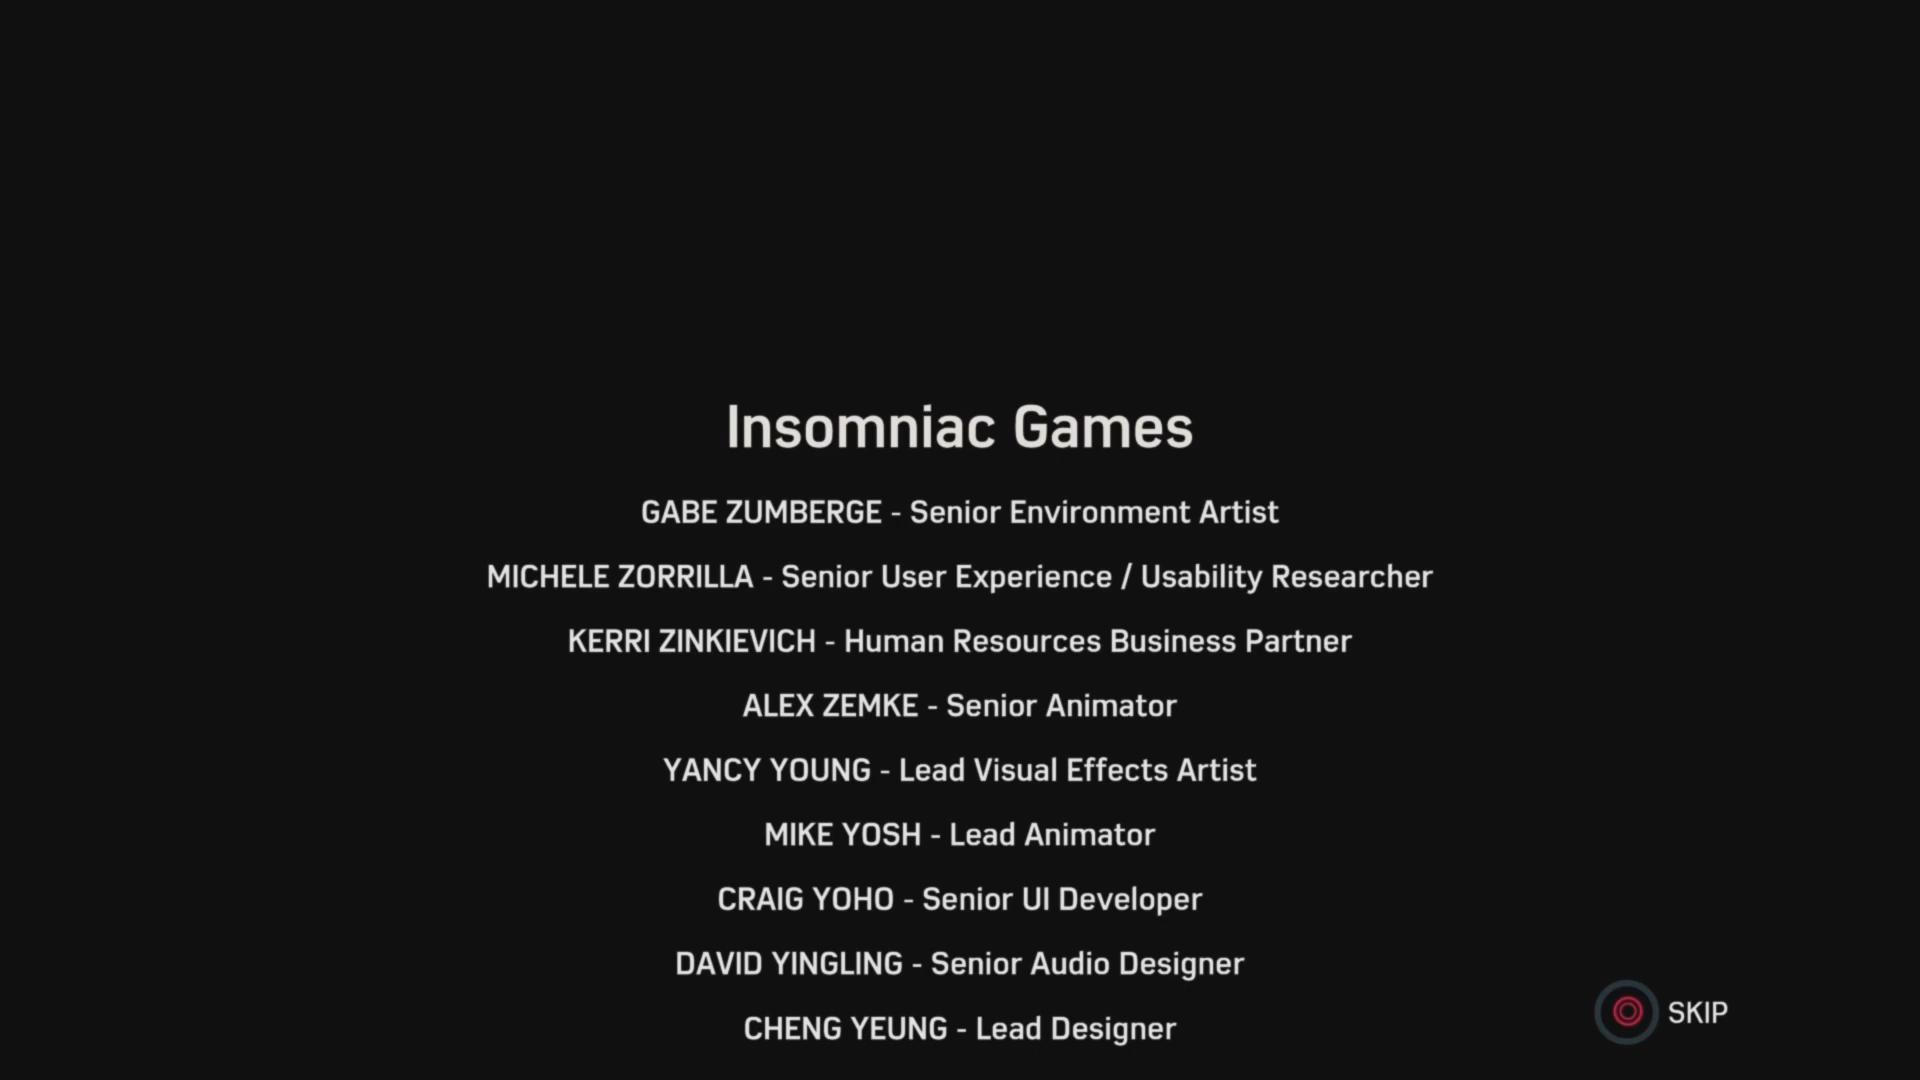 Insomniac Games
GABE ZUMBERGE - Senior Environment Artist
MICHELE ZORRILLA - Senior User Experience / Usability Researcher
KERRI ZINKIEVICH - Human Resources Business Partner
ALEX ZEMKE - Senior Animator
YANCY YOUNG - Lead Visual Effects Artist
MIKE YOSH - Lead Animator
CRAIG YOHO - Senior UI Developer
DAVID YINGLING - Senior Audio Designer
CHENG YEUNG - Lead Designer
SKIP